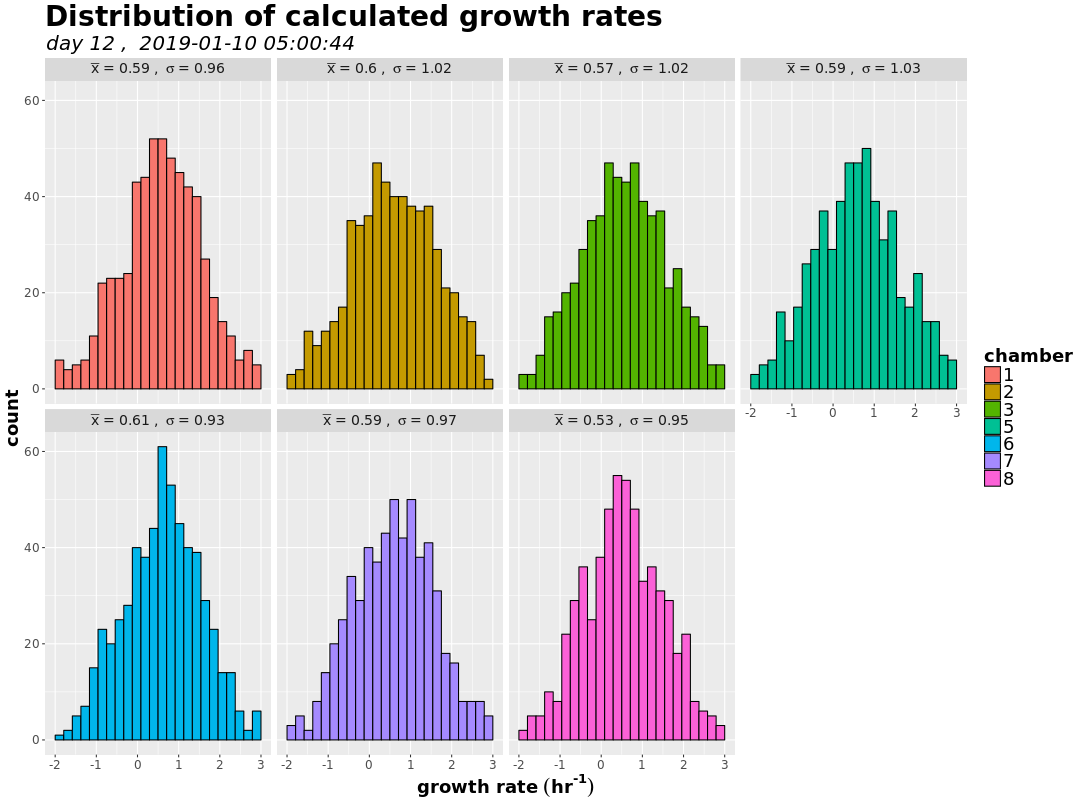 Distribution of calculated growth rates
day 12 ,  2019-01-10 05:00:44
x̅ = 0.59 ,  σ = 0.96
x̅ = 0.6 ,  σ = 1.02
x̅ = 0.57 ,  σ = 1.02
x̅ = 0.59 ,  σ = 1.03
60
40
20
0
-2 -1 0 1 2 3
x̅ = 0.61 ,  σ = 0.93
x̅ = 0.59 ,  σ = 0.97
x̅ = 0.53 ,  σ = 0.95
60
40
20
0
-2 -1 0 1 2 3
-2 -1 0 1 2 3
-2 -1 0 1 2 3
count
growth rate (hr⁻¹)
chamber
1
2
3
5
6
7
8